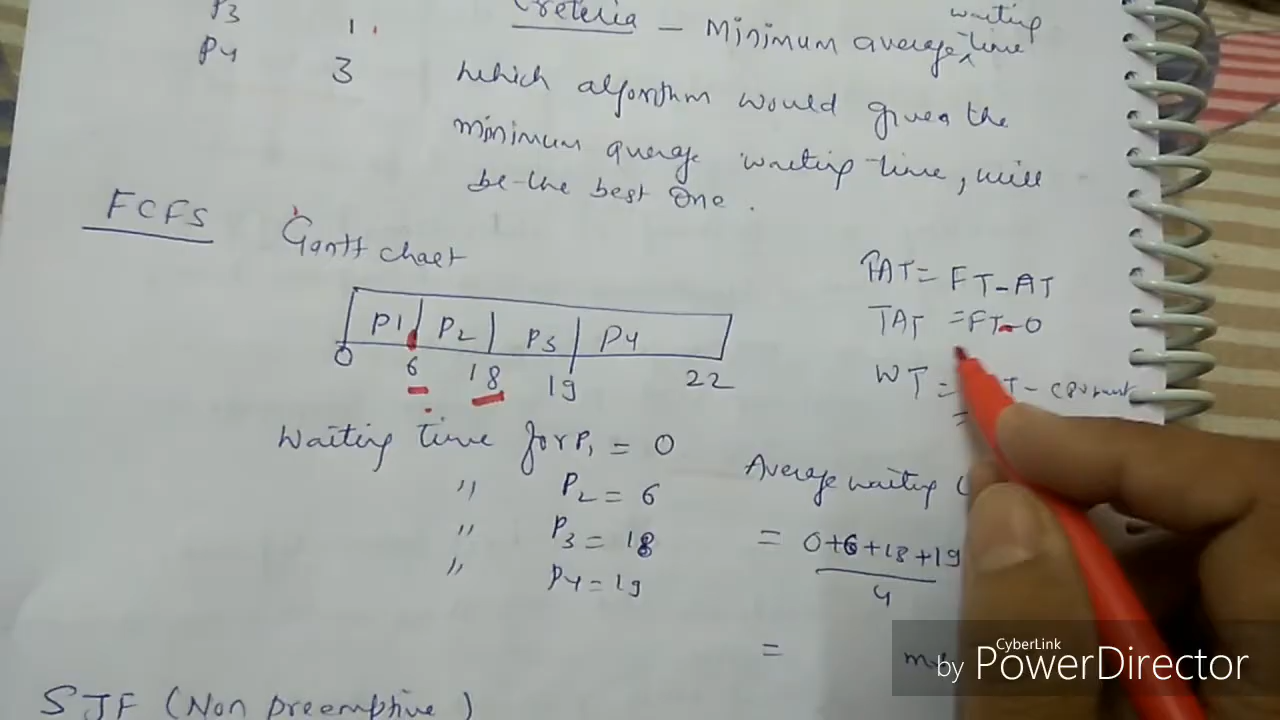 P3 1
Creteria - Minimum average waiting time
P4 3
which algorithm would given the
minimum average waiting time, will
be the best one.
FCFS Gantt chart
P1 P2 P3 P4
0 6 18 19 22
TAT = FT - AT
TAT = FT - 0
WT =
Waiting time for P1 = 0
" P2 = 6
" P3 = 18
" P4 = 19
Average waiting
= 0+6+18+19
4
=
SJF (Non preemptive)
CyberLink
by PowerDirector